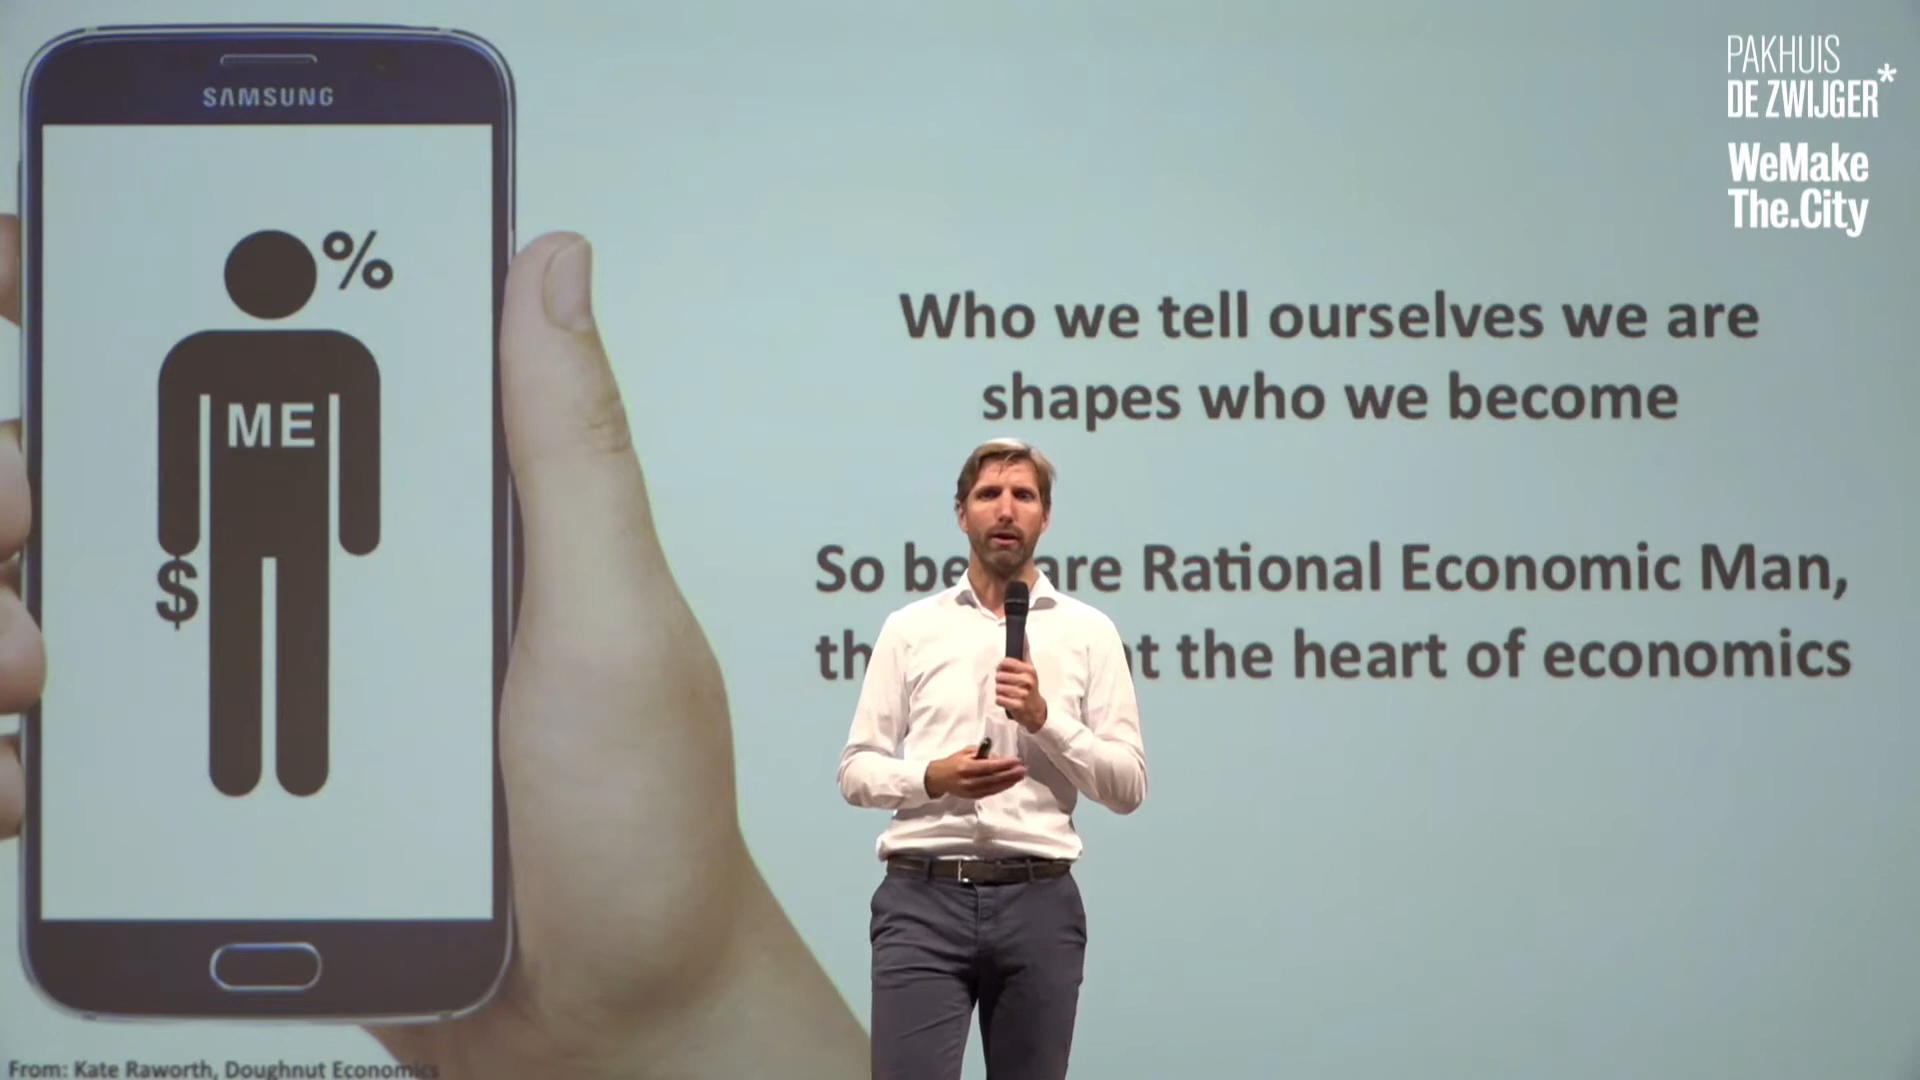 SAMSUNG
%
ME
$
Who we tell ourselves we are
shapes who we become
So be are Rational Economic Man,
th t the heart of economics
From: Kate Raworth, Doughnut Economics
PAKHUIS
DE ZWIJGER*
WeMake
The.City